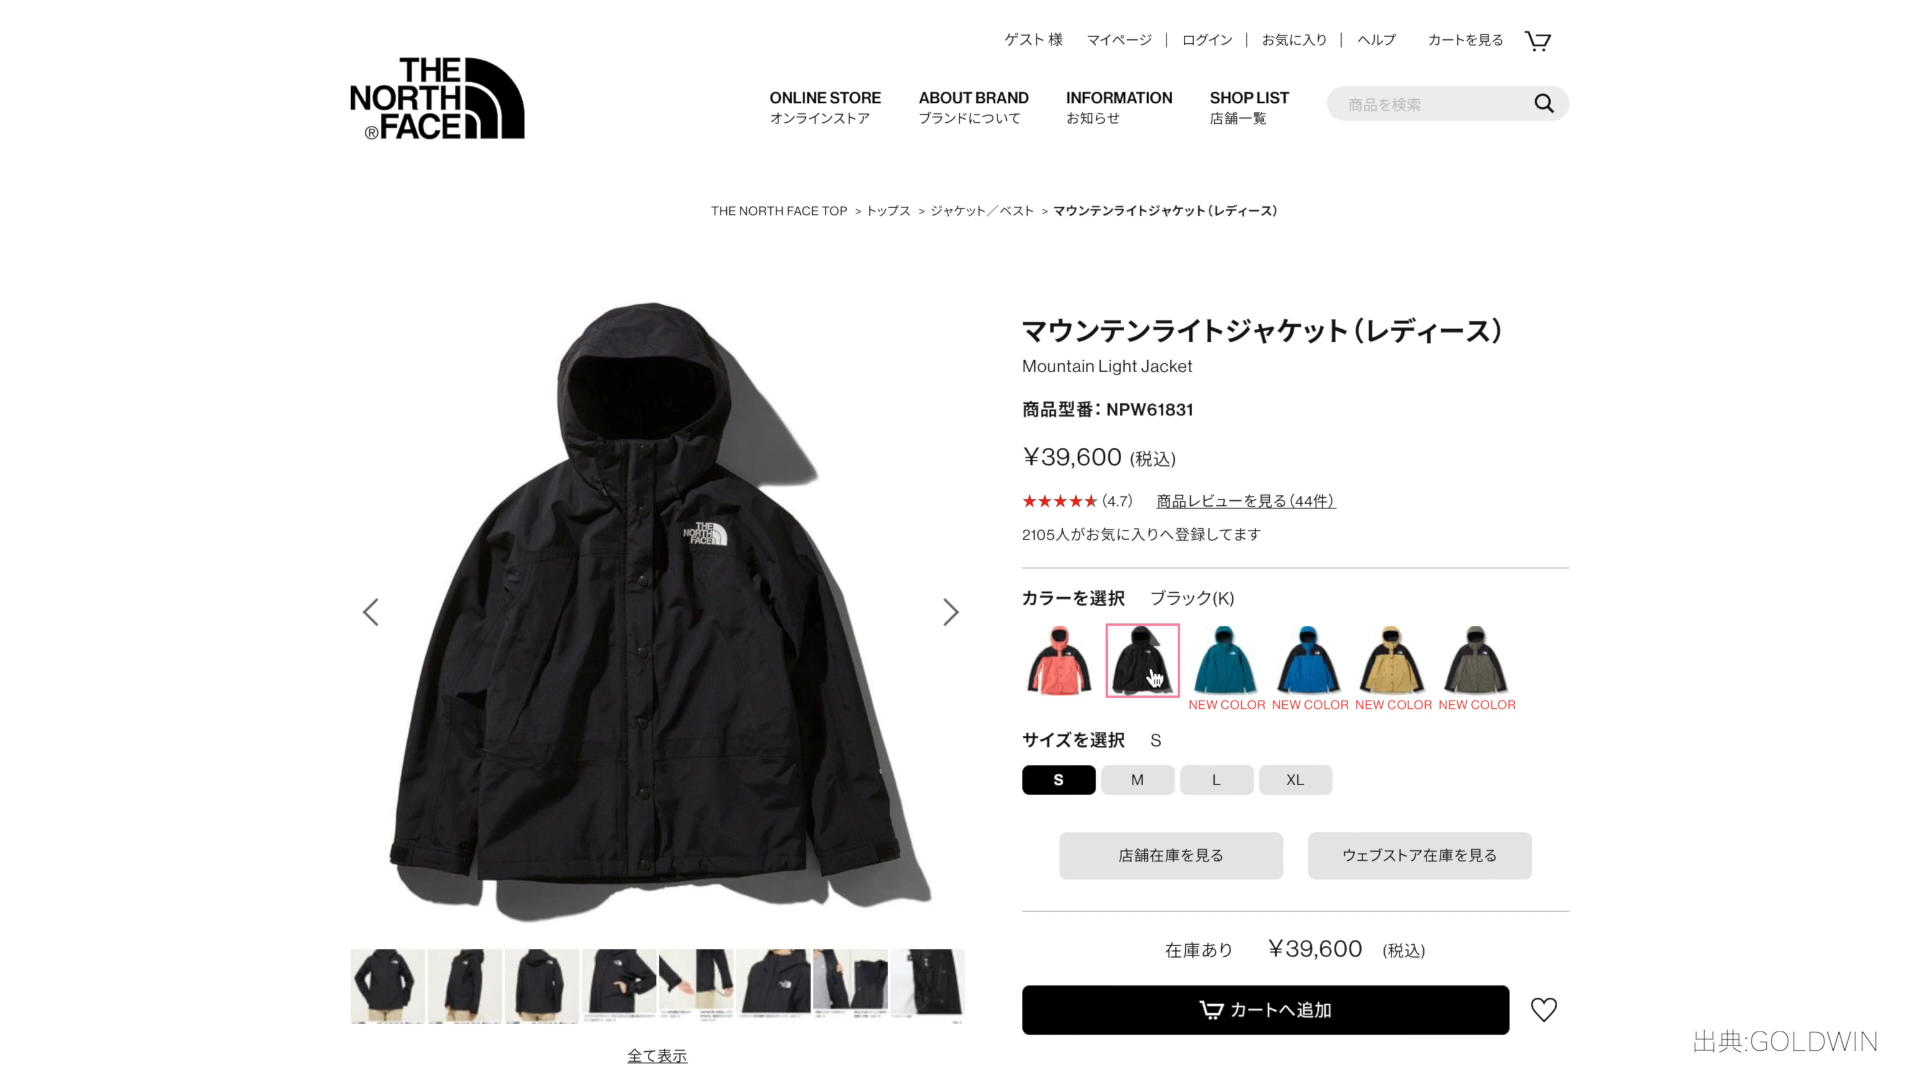 ゲスト 様 マイページ | ログイン | お気に入り | ヘルプ カートを見る
THE
NORTH
®FACE
ONLINE STORE ABOUT BRAND INFORMATION SHOP LIST
オンラインストア ブランドについて お知らせ 店舗一覧
商品を検索
THE NORTH FACE TOP > トップス > ジャケット／ベスト > マウンテンライトジャケット（レディース）
マウンテンライトジャケット（レディース）
Mountain Light Jacket
商品型番： NPW61831
¥39,600 (税込)
★★★★★ (4.7) 商品レビューを見る（44件）
2105人がお気に入りへ登録してます
THE
NORTH
FACE
カラーを選択 ブラック(K)
NEW COLOR NEW COLOR NEW COLOR NEW COLOR
サイズを選択 S
S M L XL
店舗在庫を見る ウェブストア在庫を見る
在庫あり ¥39,600 (税込)
カートへ追加
全て表示
出典:GOLDWIN